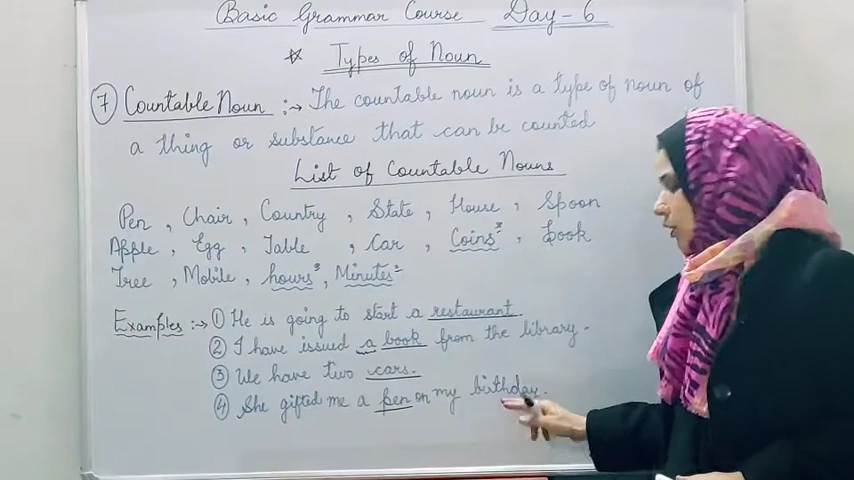 Basic Grammar Course Day - 6
☆ Types of Noun
7 Countable Noun :→ The countable noun is a type of noun of
a thing or substance that can be counted
List of Countable Nouns
Pen, Chair, Country, State, House, Spoon
Apple, Egg, Table, Car, Coins, Book
Tree, Mobile, hours, Minutes
Examples :→ 1 He is going to start a restaurant
2 I have issued a book from the library.
3 We have two cars.
4 She gifted me a pen on my birthday.